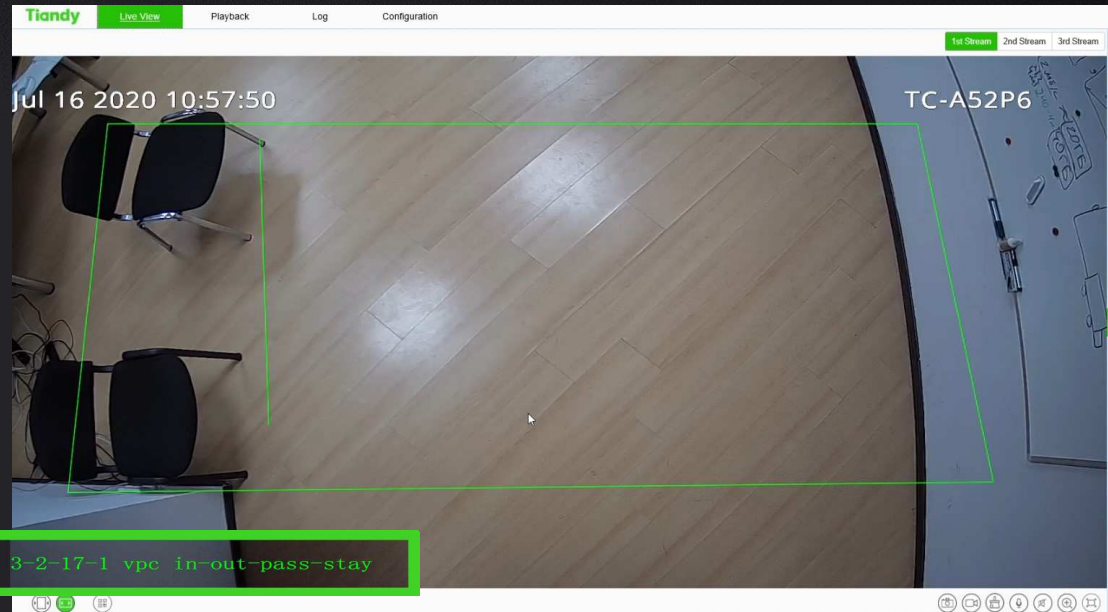 Tiandy Live View Playback Log Configuration
1st Stream 2nd Stream 3rd Stream
Jul 16 2020 10:57:50 TC-A52P6
3-2-17-1 vpc in-out-pass-stay